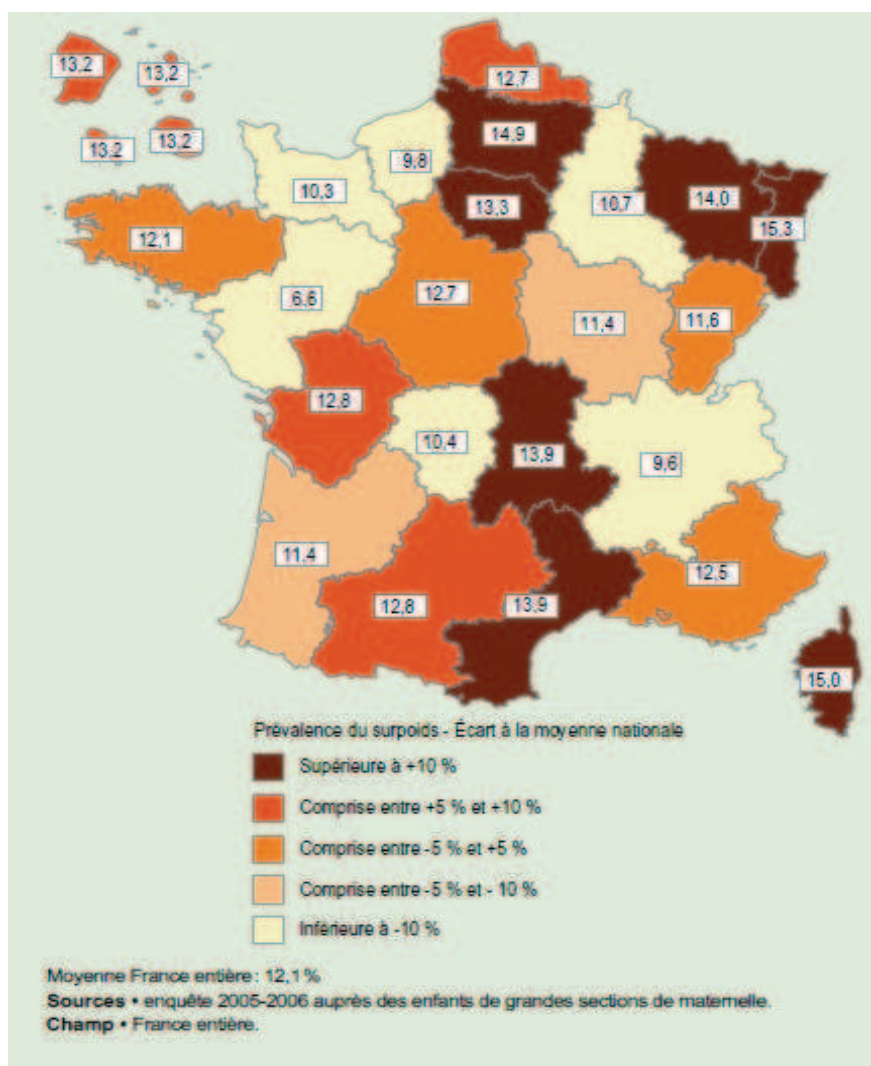 13,2
13,2
12,7
14,9
13,2
13,2
9,8
10,3
10,7
14,0
13,3
15,3
12,1
6,6
12,7
11,4
11,6
12,8
10,4
13,9
9,6
11,4
12,5
12,8
13,9
15,0
Prévalence du surpoids - Écart à la moyenne nationale
Supérieure à +10 %
Comprise entre +5 % et +10 %
Comprise entre -5 % et +5 %
Comprise entre -5 % et - 10 %
Inférieure à -10 %
Moyenne France entière : 12,1 %
Sources • enquête 2005-2006 auprès des enfants de grandes sections de maternelle.
Champ • France entière.